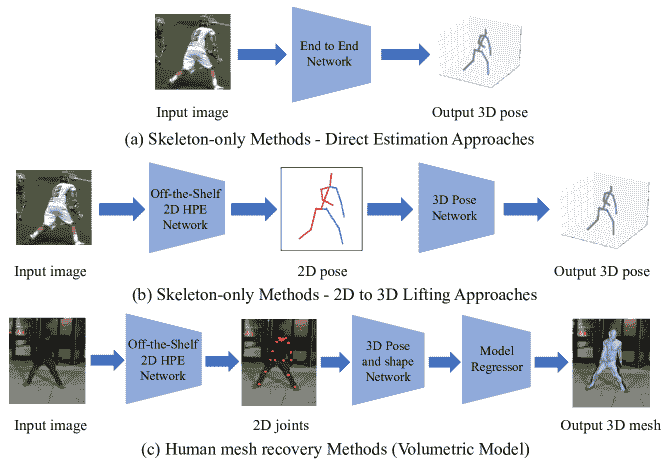 End to End
Network
Input image
Output 3D pose
(a) Skeleton-only Methods - Direct Estimation Approaches
Off-the-Shelf
2D HPE
Network
3D Pose
Network
Input image
2D pose
Output 3D pose
(b) Skeleton-only Methods - 2D to 3D Lifting Approaches
Off-the-Shelf
2D HPE
Network
3D Pose
and shape
Network
Model
Regressor
Input image
2D joints
Output 3D mesh
(c) Human mesh recovery Methods (Volumetric Model)